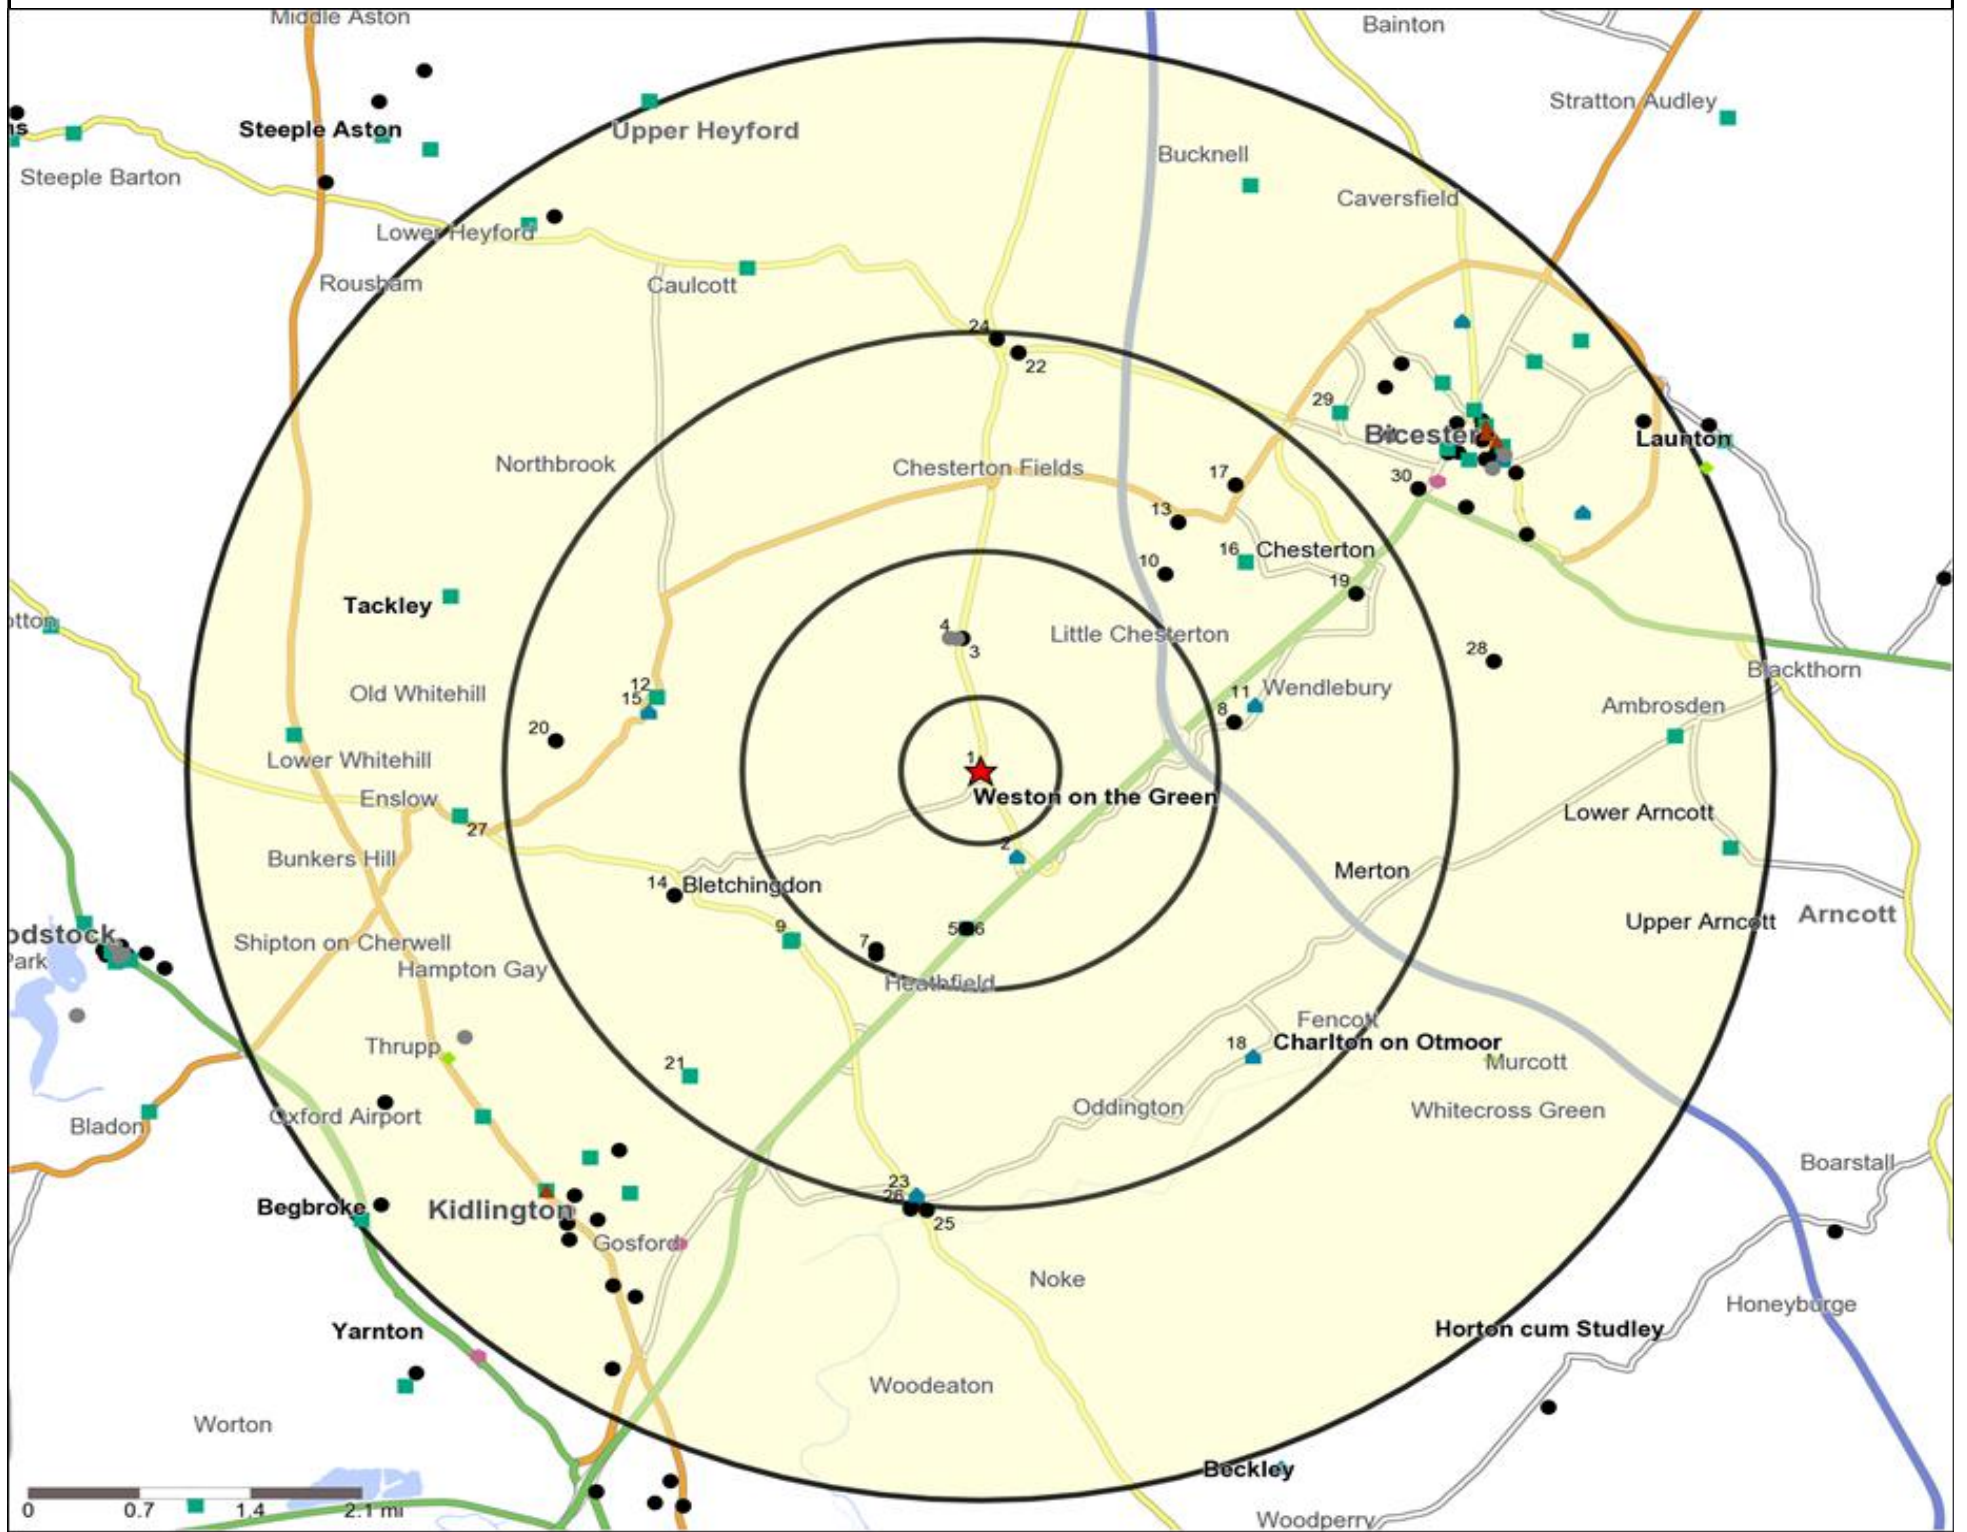 Middle Aston
Bainton
Stratton Audley
Steeple Aston
Upper Heyford
ns
Bucknell
Steeple Barton
Caversfield
Lower Heyford
Rousham
Caulcott
24
22
29
Bicester
Launton
Northbrook
Chesterton Fields
17
30
13
16
Chesterton
10
19
Tackley
otton
4
3
Little Chesterton
28
Blackthorn
12
15
Old Whitehill
11
Wendlebury
8
Ambrosden
20
Lower Whitehill
1
Enslow
Weston on the Green
Lower Arncott
27
2
Bunkers Hill
Merton
14
Bletchingdon
Upper Arncott
Arncott
9
5
6
odstock
Shipton on Cherwell
7
Park
Hampton Gay
Heathfield
Fencott
Thrupp
18
Charlton on Otmoor
21
Murcott
Oxford Airport
Oddington
Whitecross Green
Bladon
Boarstall
23
26
25
Begbroke
Kidlington
Gosford
Noke
Honeyburge
Yarnton
Horton cum Studley
Woodeaton
Worton
Beckley
0 0.7 1.4 2.1 mi
Woodperry